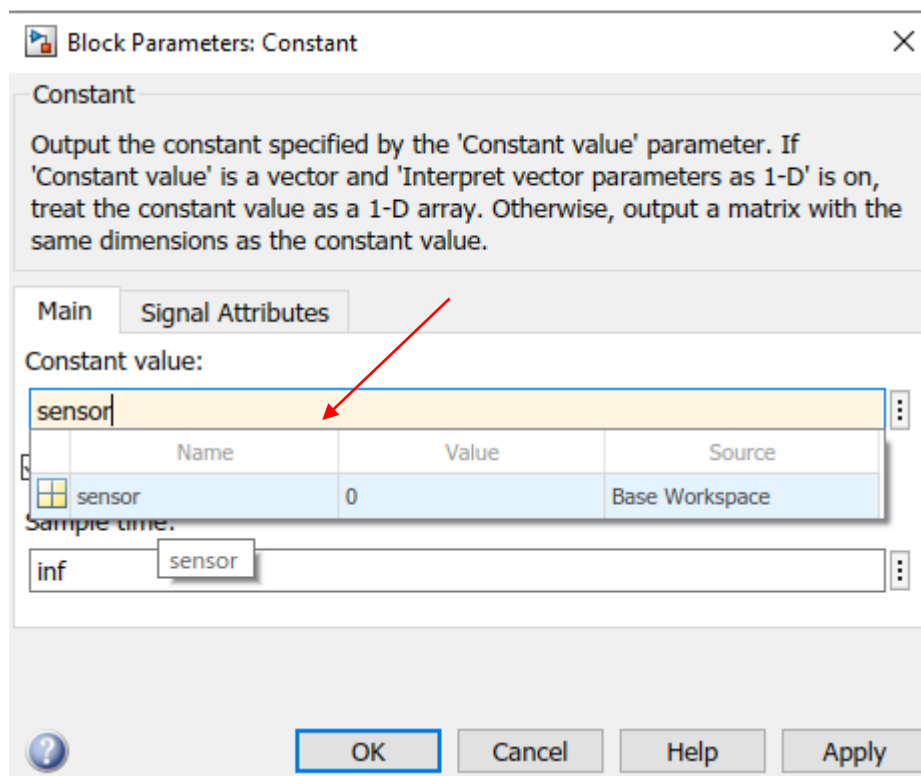 Block Parameters: Constant
Constant
Output the constant specified by the 'Constant value' parameter. If
'Constant value' is a vector and 'Interpret vector parameters as 1-D' is on,
treat the constant value as a 1-D array. Otherwise, output a matrix with the
same dimensions as the constant value.
Main Signal Attributes
Constant value:
sensor
Name Value Source
sensor 0 Base Workspace
Sample time:
sensor
inf
OK Cancel Help Apply